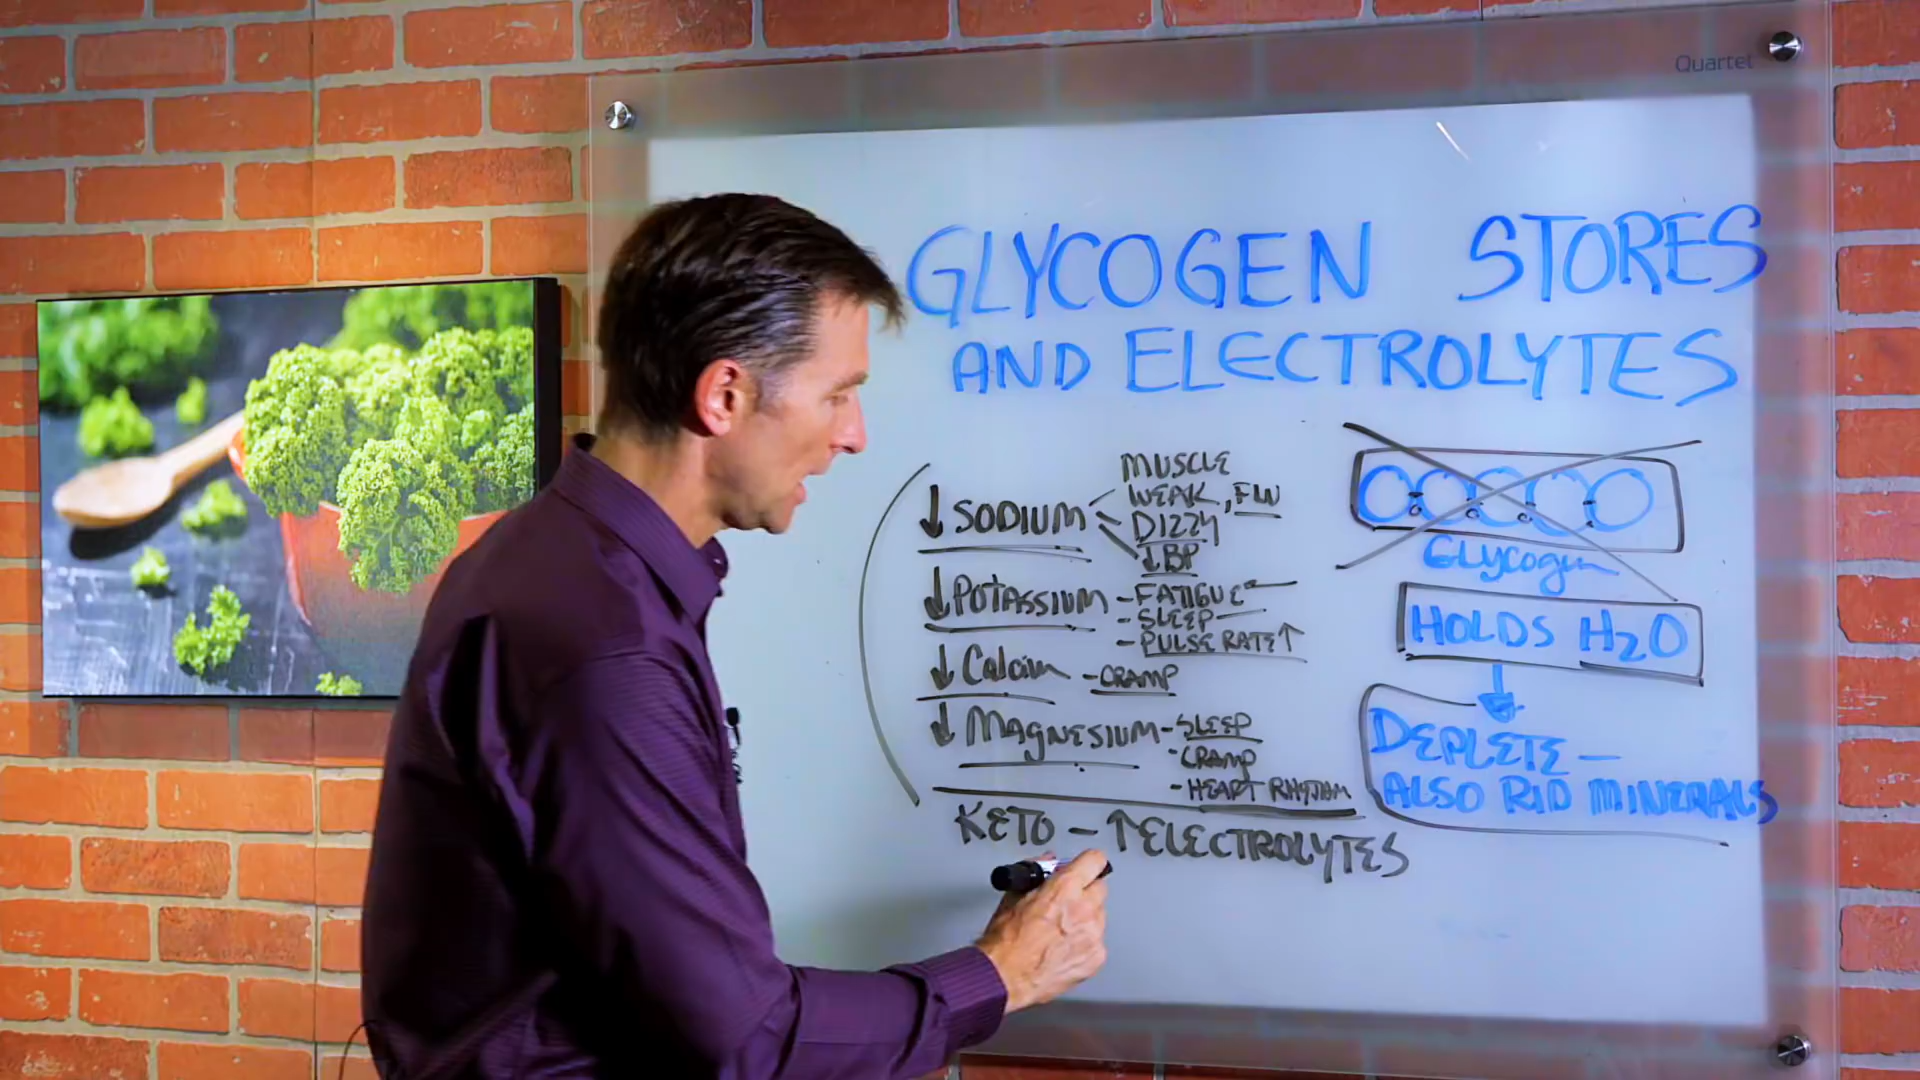 Quartet
GLYCOGEN STORES
AND ELECTROLYTES
↓ SODIUM
MUSCLE
WEAK, FLU
DIZZY
↓BP
↓ POTASSIUM - FATIGUE
- SLEEP
- PULSE RATE↑
↓ Calcium - CRAMP
↓ MAGNESIUM - SLEEP
- CRAMP
- HEART RHYTHM
KETO - ↑ELECTROLYTES
Glycogen
HOLDS H2O
↓
DEPLETE -
ALSO RID MINERALS